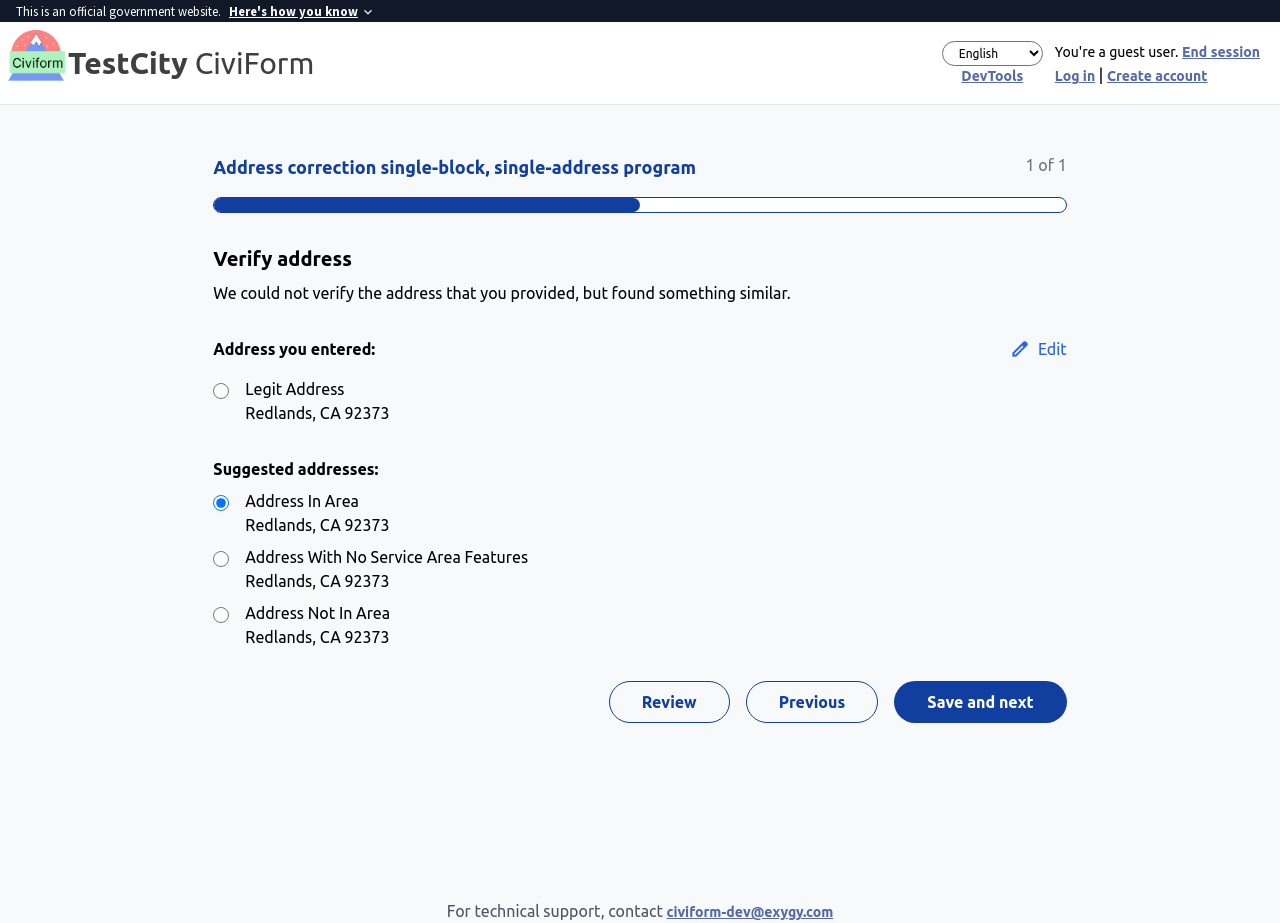 This is an official government website. Here's how you know
Civiform
TestCity CiviForm
English
DevTools
You're a guest user. End session
Log in | Create account
Address correction single-block, single-address program
1 of 1
Verify address
We could not verify the address that you provided, but found something similar.
Address you entered:
Edit
Legit Address
Redlands, CA 92373
Suggested addresses:
Address In Area
Redlands, CA 92373
Address With No Service Area Features
Redlands, CA 92373
Address Not In Area
Redlands, CA 92373
Review
Previous
Save and next
For technical support, contact civiform-dev@exygy.com